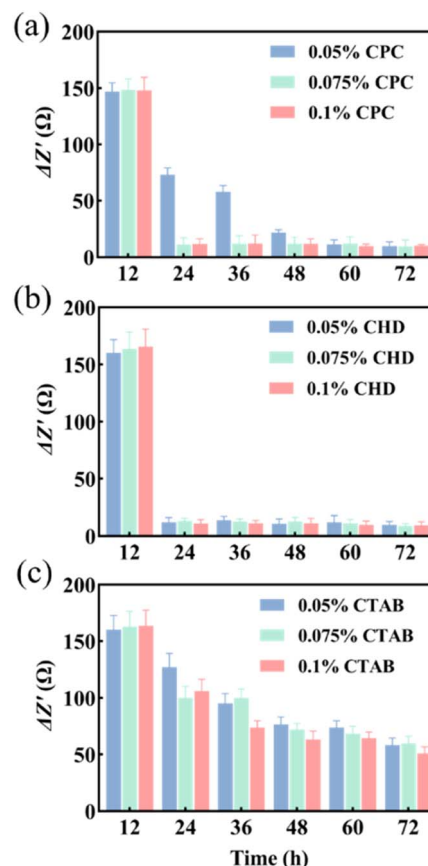 (a)
200
150
100
50
0
ΔZ' (Ω)
0.05% CPC
0.075% CPC
0.1% CPC
12 24 36 48 60 72
(b)
200
150
100
50
0
ΔZ' (Ω)
0.05% CHD
0.075% CHD
0.1% CHD
12 24 36 48 60 72
(c)
200
150
100
50
0
ΔZ' (Ω)
0.05% CTAB
0.075% CTAB
0.1% CTAB
12 24 36 48 60 72
Time (h)